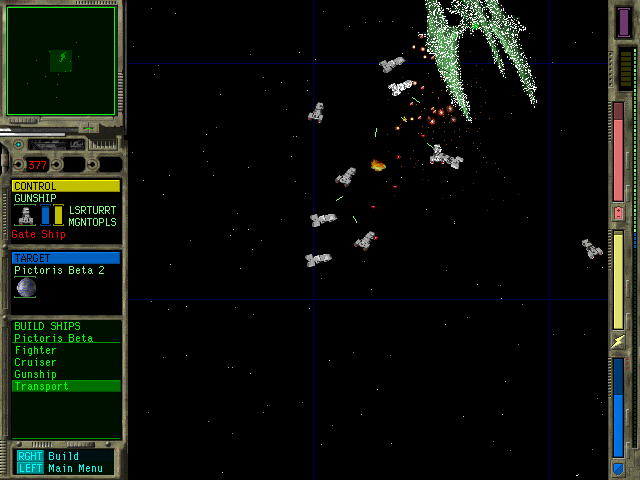 377
CONTROL
GUNSHIP
LSRTURRT
MGNTOPLS
Gata Ship
TARGET
Pictoris Beta 2
BUILD SHIPS
Pictoris Beta
Fighter
Cruiser
Gunship
Transport
RGHT Build
LEFT Main Menu